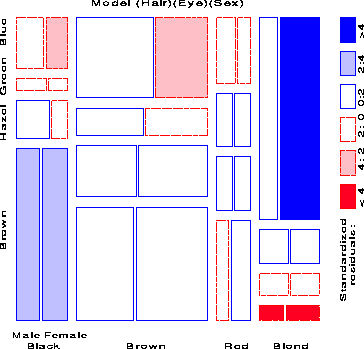 Model (Hair)(Eye)(Sex)
Blue
Green
Hazel
Brown
Male Female
Black
Brown
Red
Blond
Standardized
residuals:
<-4
-4:-2
-2:0
0:2
2:4
>4